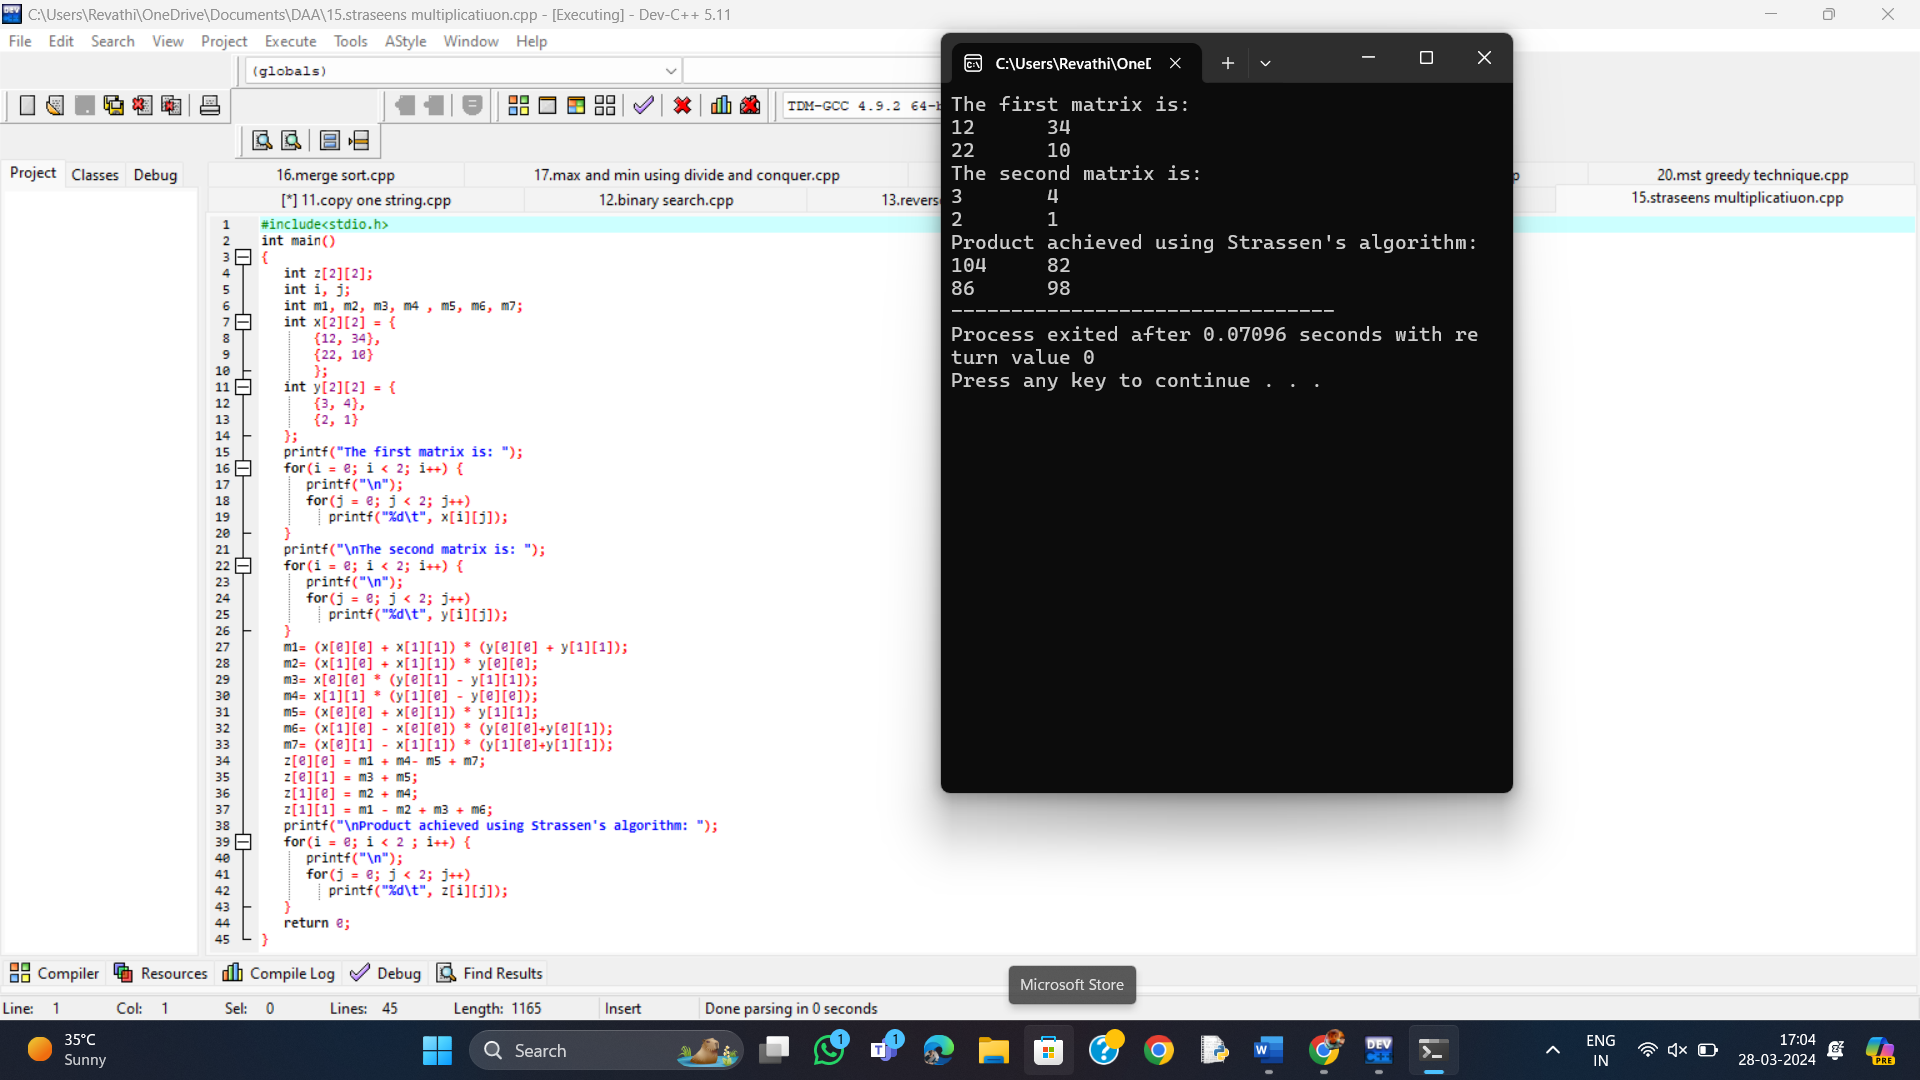 C:\Users\Revathi\OneDrive\Documents\DAA\15.straseens multiplicatiuon.cpp - [Executing] - Dev-C++ 5.11
File Edit Search View Project Execute Tools AStyle Window Help
(globals)
TDM-GCC 4.9.2 64-b
Project Classes Debug
16.merge sort.cpp 17.max and min using divide and conquer.cpp 20.mst greedy technique.cpp
[*] 11.copy one string.cpp 12.binary search.cpp 13.revers 15.straseens multiplicatiuon.cpp
1 #include<stdio.h>
2 int main()
3 {
4 int z[2][2];
5 int i, j;
6 int m1, m2, m3, m4 , m5, m6, m7;
7 int x[2][2] = {
8 {12, 34},
9 {22, 10}
10 };
11 int y[2][2] = {
12 {3, 4},
13 {2, 1}
14 };
15 printf("The first matrix is: ");
16 for(i = 0; i < 2; i++) {
17 printf("\n");
18 for(j = 0; j < 2; j++)
19 printf("%d\t", x[i][j]);
20 }
21 printf("\nThe second matrix is: ");
22 for(i = 0; i < 2; i++) {
23 printf("\n");
24 for(j = 0; j < 2; j++)
25 printf("%d\t", y[i][j]);
26 }
27 m1= (x[0][0] + x[1][1]) * (y[0][0] + y[1][1]);
28 m2= (x[1][0] + x[1][1]) * y[0][0];
29 m3= x[0][0] * (y[0][1] - y[1][1]);
30 m4= x[1][1] * (y[1][0] - y[0][0]);
31 m5= (x[0][0] + x[0][1]) * y[1][1];
32 m6= (x[1][0] - x[0][0]) * (y[0][0]+y[0][1]);
33 m7= (x[0][1] - x[1][1]) * (y[1][0]+y[1][1]);
34 z[0][0] = m1 + m4- m5 + m7;
35 z[0][1] = m3 + m5;
36 z[1][0] = m2 + m4;
37 z[1][1] = m1 - m2 + m3 + m6;
38 printf("\nProduct achieved using Strassen's algorithm: ");
39 for(i = 0; i < 2 ; i++) {
40 printf("\n");
41 for(j = 0; j < 2; j++)
42 printf("%d\t", z[i][j]);
43 }
44 return 0;
45 }
C:\Users\Revathi\OneD
The first matrix is:
12 34
22 10
The second matrix is:
3 4
2 1
Product achieved using Strassen's algorithm:
104 82
86 98
--------------------------------
Process exited after 0.07096 seconds with re
turn value 0
Press any key to continue . . .
Compiler Resources Compile Log Debug Find Results
Microsoft Store
Line: 1 Col: 1 Sel: 0 Lines: 45 Length: 1165 Insert Done parsing in 0 seconds
35°C
Sunny
Search
1
1
ENG
IN
17:04
28-03-2024